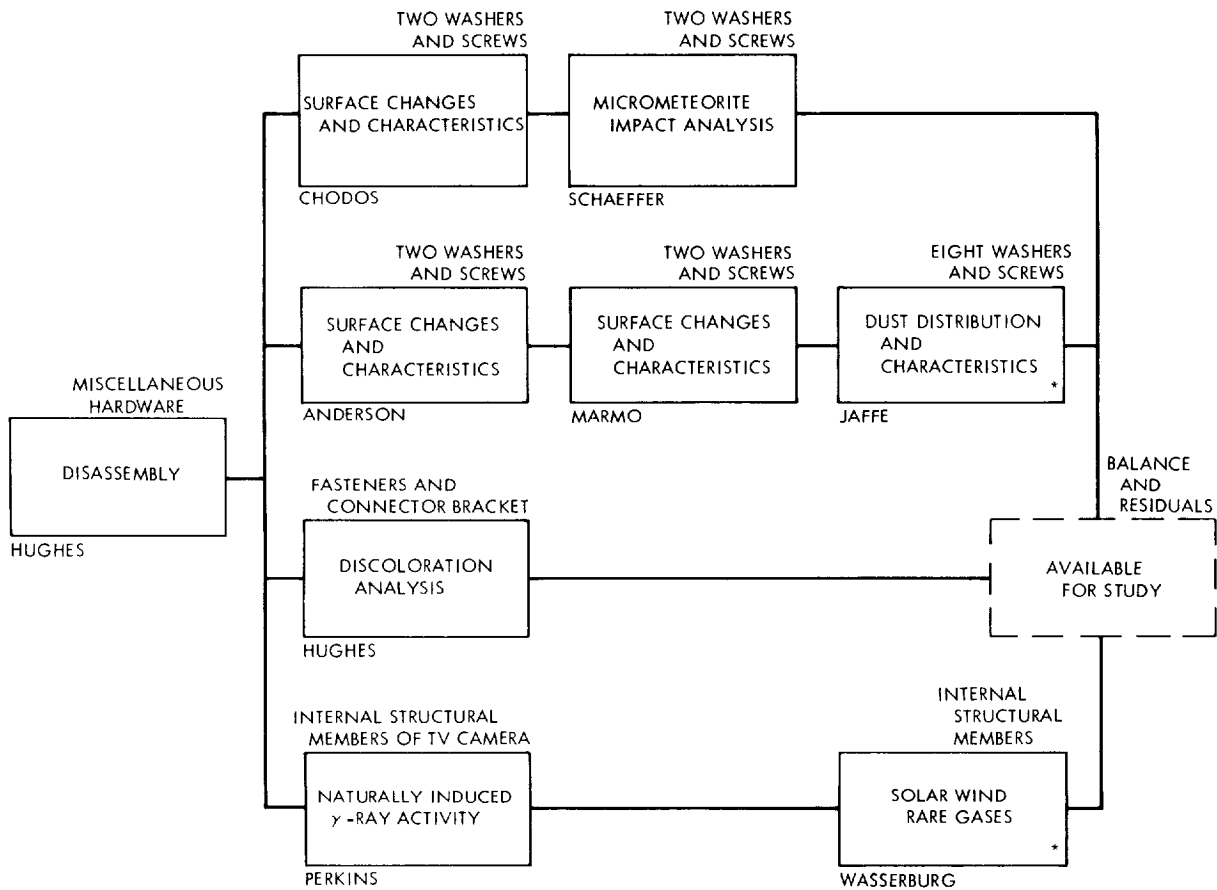 TWO WASHERS
AND SCREWS
SURFACE CHANGES
AND CHARACTERISTICS
CHODOS
TWO WASHERS
AND SCREWS
MICROMETEORITE
IMPACT ANALYSIS
SCHAEFFER
TWO WASHERS
AND SCREWS
SURFACE CHANGES
AND
CHARACTERISTICS
ANDERSON
TWO WASHERS
AND SCREWS
SURFACE CHANGES
AND
CHARACTERISTICS
MARMO
EIGHT WASHERS
AND SCREWS
DUST DISTRIBUTION
AND
CHARACTERISTICS
*
JAFFE
MISCELLANEOUS
HARDWARE
DISASSEMBLY
HUGHES
FASTENERS AND
CONNECTOR BRACKET
DISCOLORATION
ANALYSIS
HUGHES
BALANCE
AND
RESIDUALS
AVAILABLE
FOR STUDY
INTERNAL STRUCTURAL
MEMBERS OF TV CAMERA
NATURALLY INDUCED
γ-RAY ACTIVITY
PERKINS
INTERNAL
STRUCTURAL
MEMBERS
SOLAR WIND
RARE GASES
*
WASSERBURG